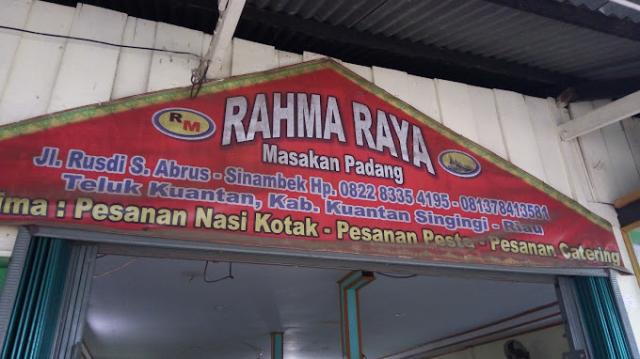 RM
RAHMA RAYA
Masakan Padang
Jl. Rusdi S. Abrus - Sinambek Hp. 0822 8335 4195 - 081378413581
Teluk Kuantan, Kab. Kuantan Singingi - Riau
ima : Pesanan Nasi Kotak - Pesanan Pesta - Pesanan Catering